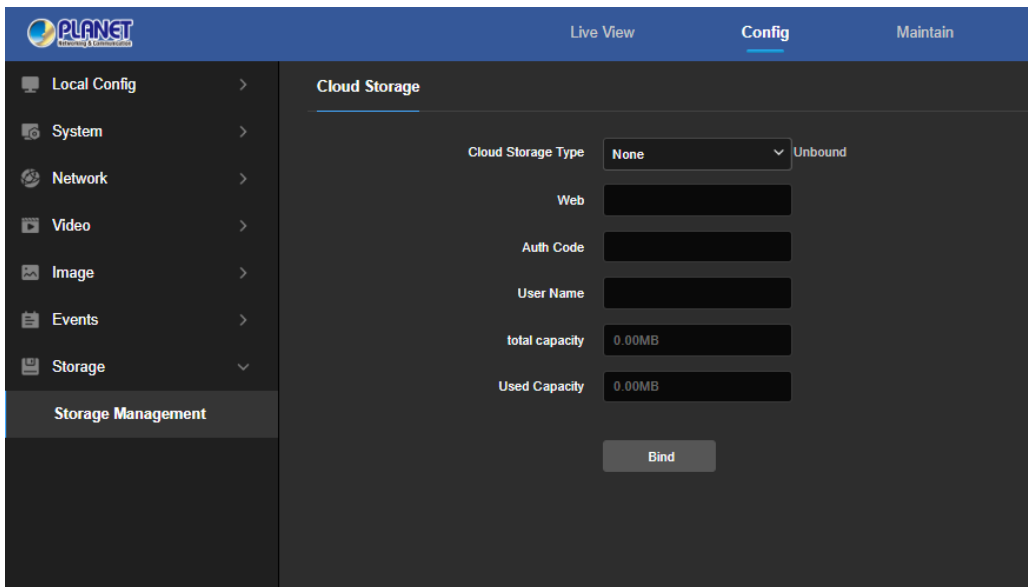 PLANET
Networking & Communication
Live View
Config
Maintain
Local Config
System
Network
Video
Image
Events
Storage
Storage Management
Cloud Storage
Cloud Storage Type
None
Unbound
Web
Auth Code
User Name
total capacity
0.00MB
Used Capacity
0.00MB
Bind